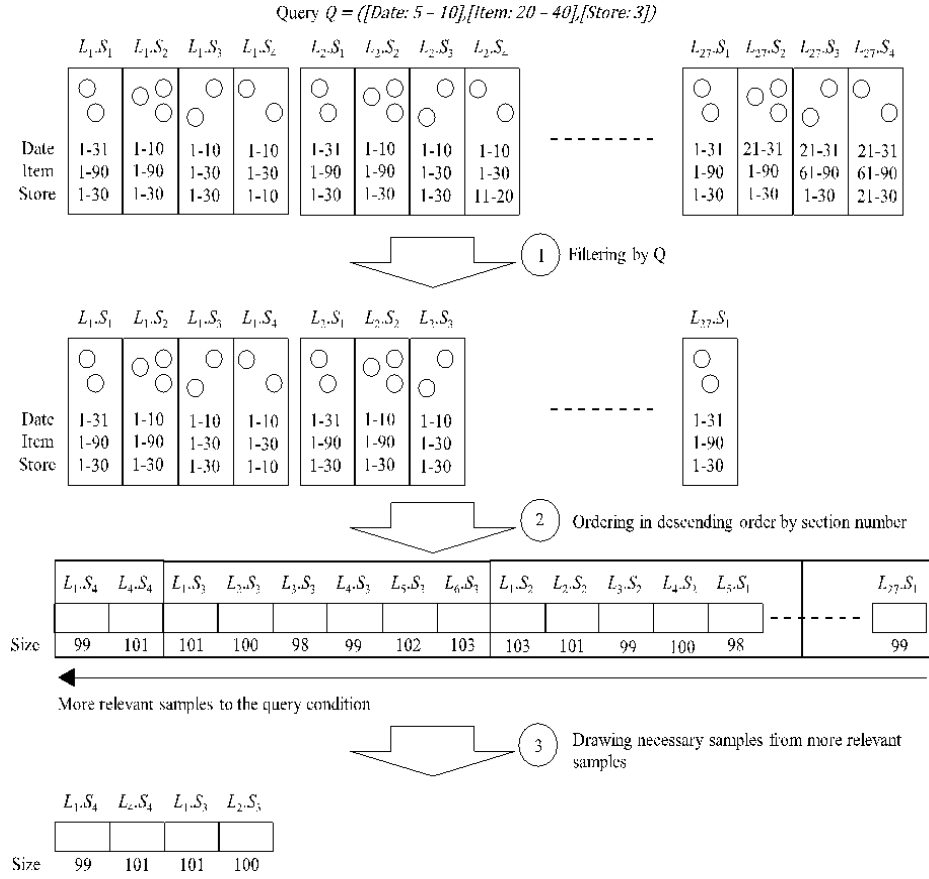 Query Q = ([Date: 5 – 10],[Item: 20 – 40],[Store: 3])
L1.S1 L1.S2 L1.S3 L1.S4 L2.S1 L2.S2 L2.S3 L2.S4 L27.S1 L27.S2 L27.S3 L27.S4
Date 1-31 1-10 1-10 1-10 1-31 1-10 1-10 1-10 1-31 21-31 21-31 21-31
Item 1-90 1-90 1-30 1-30 1-90 1-90 1-30 1-30 1-90 1-90 61-90 61-90
Store 1-30 1-30 1-30 1-10 1-30 1-30 1-30 11-20 1-30 1-30 1-30 21-30
1 Filtering by Q
L1.S1 L1.S2 L1.S3 L1.S4 L2.S1 L2.S2 L2.S3 L27.S1
Date 1-31 1-10 1-10 1-10 1-31 1-10 1-10 1-31
Item 1-90 1-90 1-30 1-30 1-90 1-90 1-30 1-90
Store 1-30 1-30 1-30 1-10 1-30 1-30 1-30 1-30
2 Ordering in descending order by section number
L1.S4 L4.S4 L1.S3 L2.S3 L3.S3 L4.S3 L5.S3 L6.S3 L1.S2 L2.S2 L3.S2 L4.S2 L5.S1 L27.S1
Size 99 101 101 100 98 99 102 103 103 101 99 100 98 99
More relevant samples to the query condition
3 Drawing necessary samples from more relevant
samples
L1.S4 L4.S4 L1.S3 L2.S3
Size 99 101 101 100